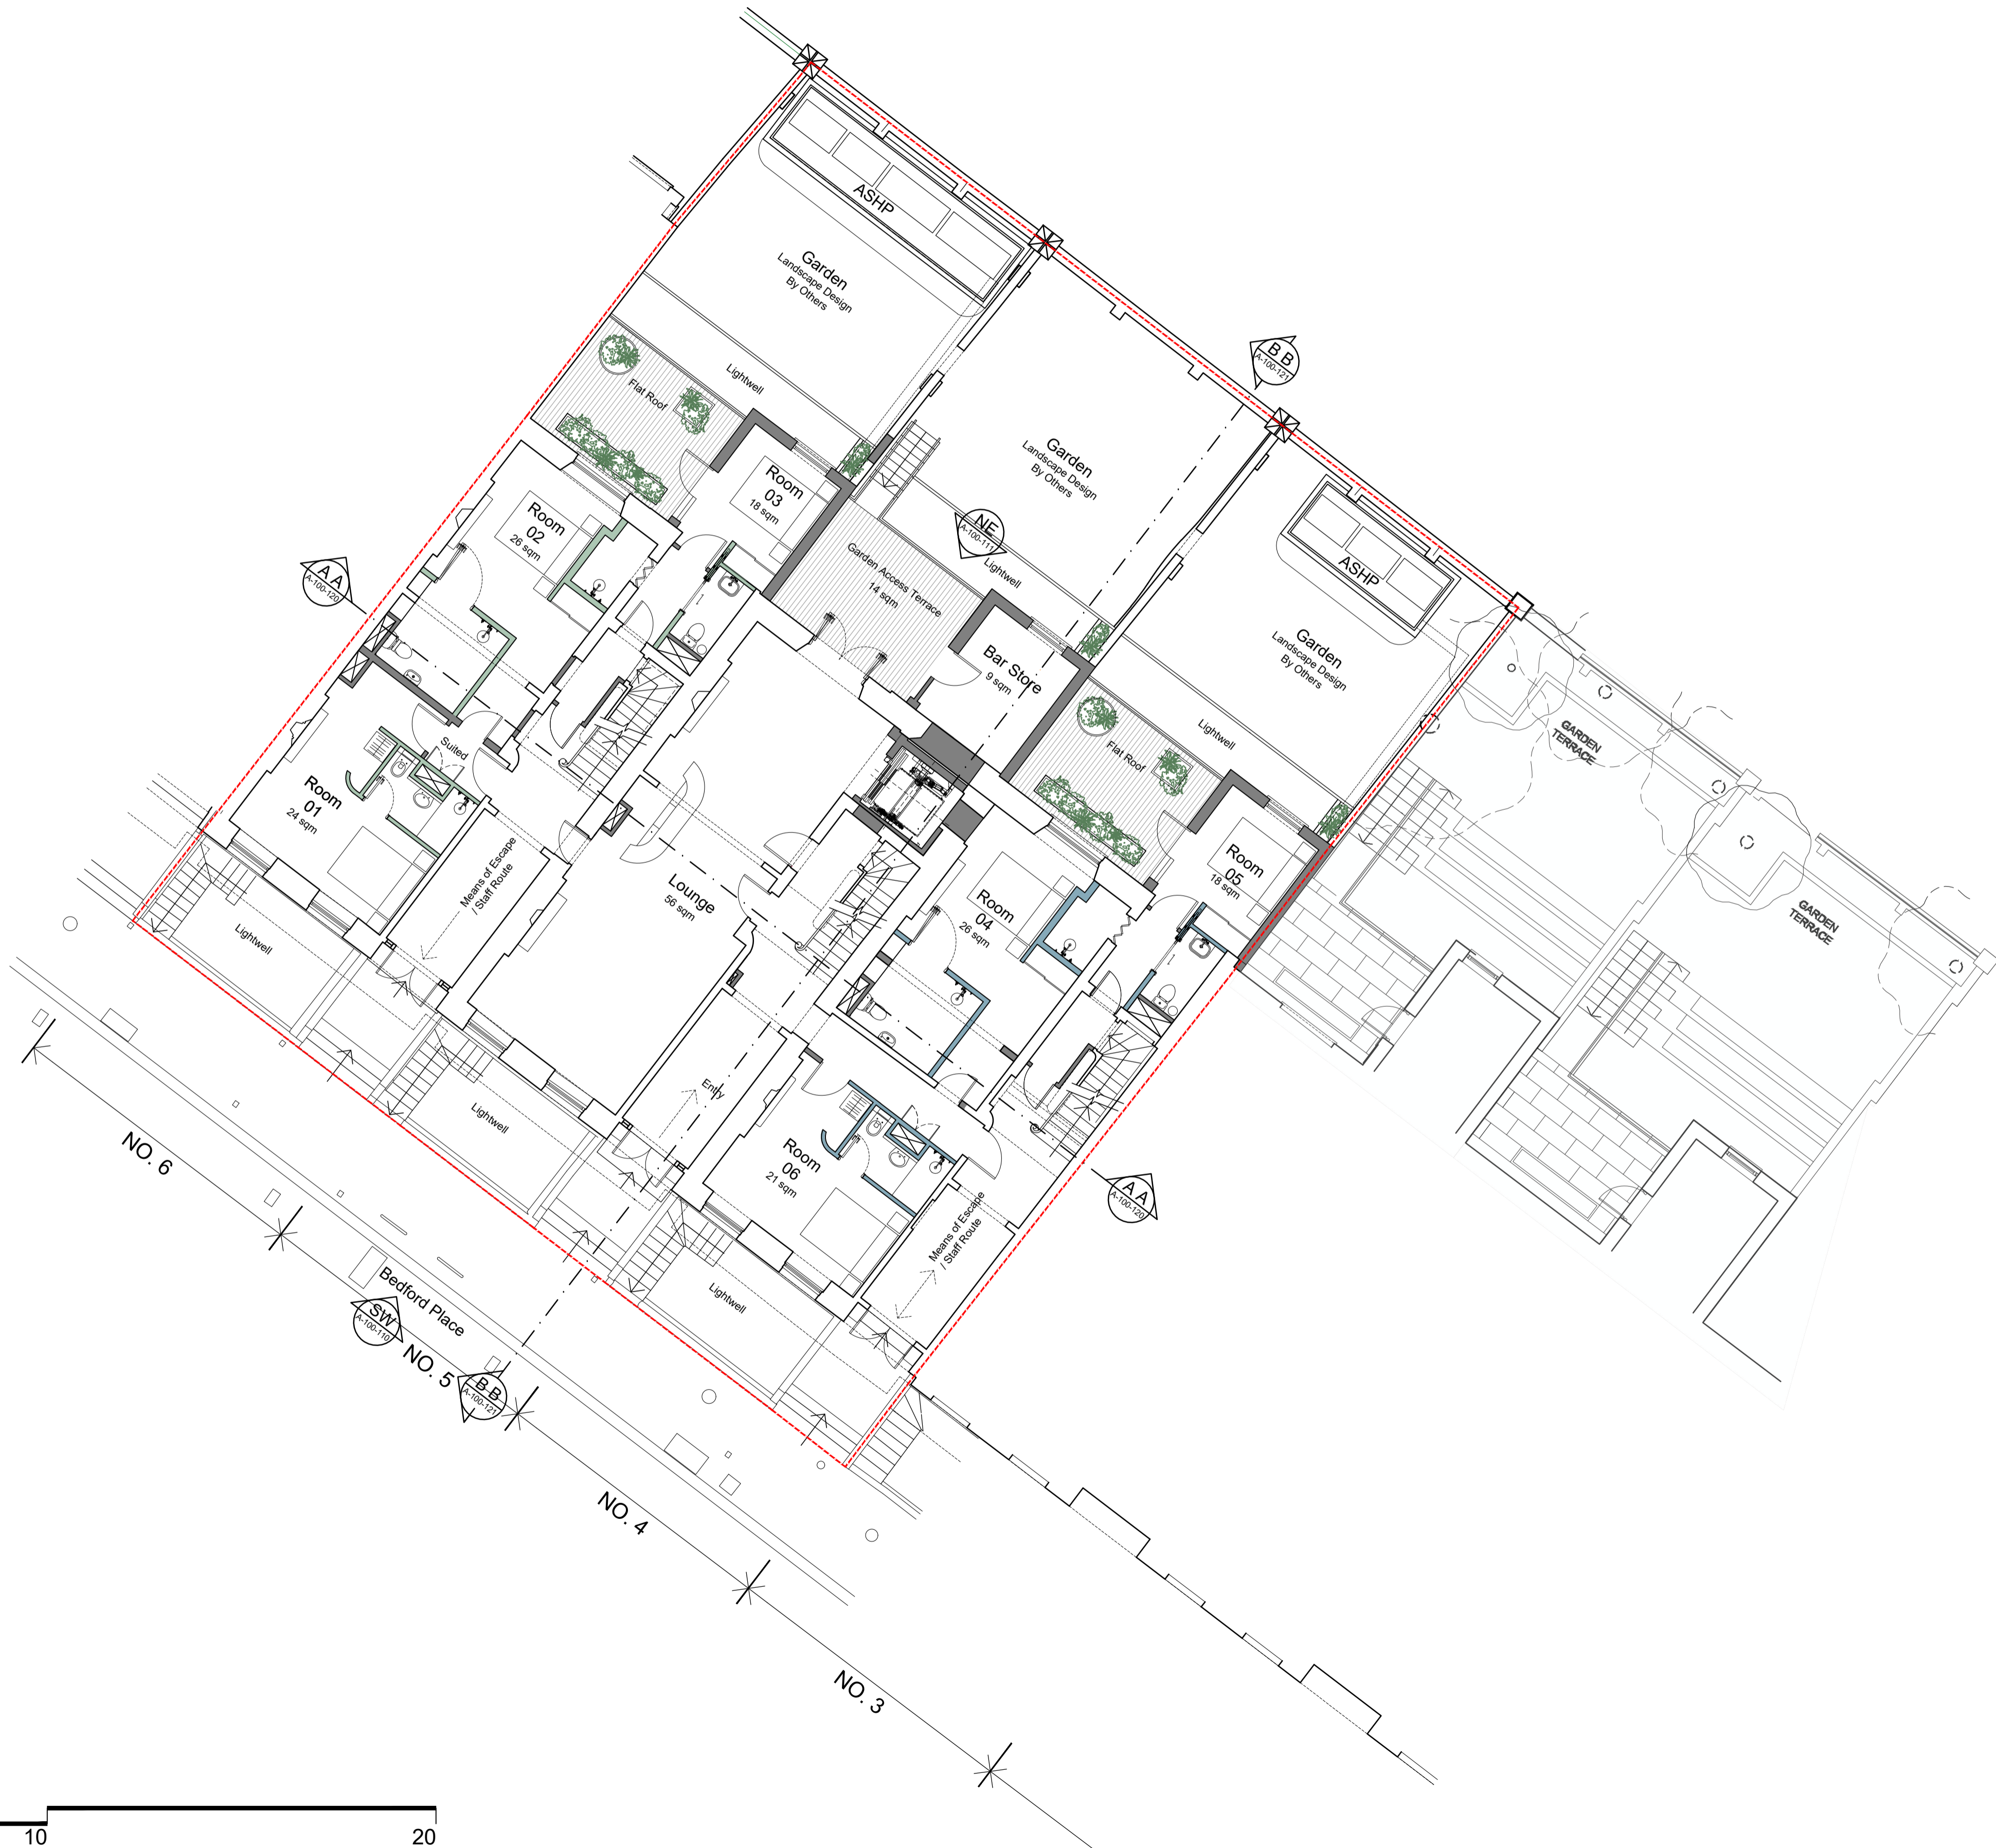 ASHP
Garden
Landscape Design
By Others
Lightwell
Flat Roof
B B
A-100-121
Garden
Landscape Design
By Others
Room
03
18 sqm
Room
02
26 sqm
NE
A-100-111
Lightwell
Garden Access Terrace
14 sqm
ASHP
Garden
Landscape Design
By Others
A A
A-100-120
Bar Store
9 sqm
Lightwell
Flat Roof
GARDEN
TERRACE
GARDEN
TERRACE
Suited
Room
01
24 sqm
Means of Escape
/ Staff Route
Lounge
56 sqm
Room
04
26 sqm
Room
05
18 sqm
Lightwell
Lightwell
Entry
Room
06
21 sqm
Means of Escape
/ Staff Route
A A
A-100-120
Lightwell
NO. 6
Bedford Place
SW
A-100-110
NO. 5
B B
A-100-121
NO. 4
NO. 3
10
20